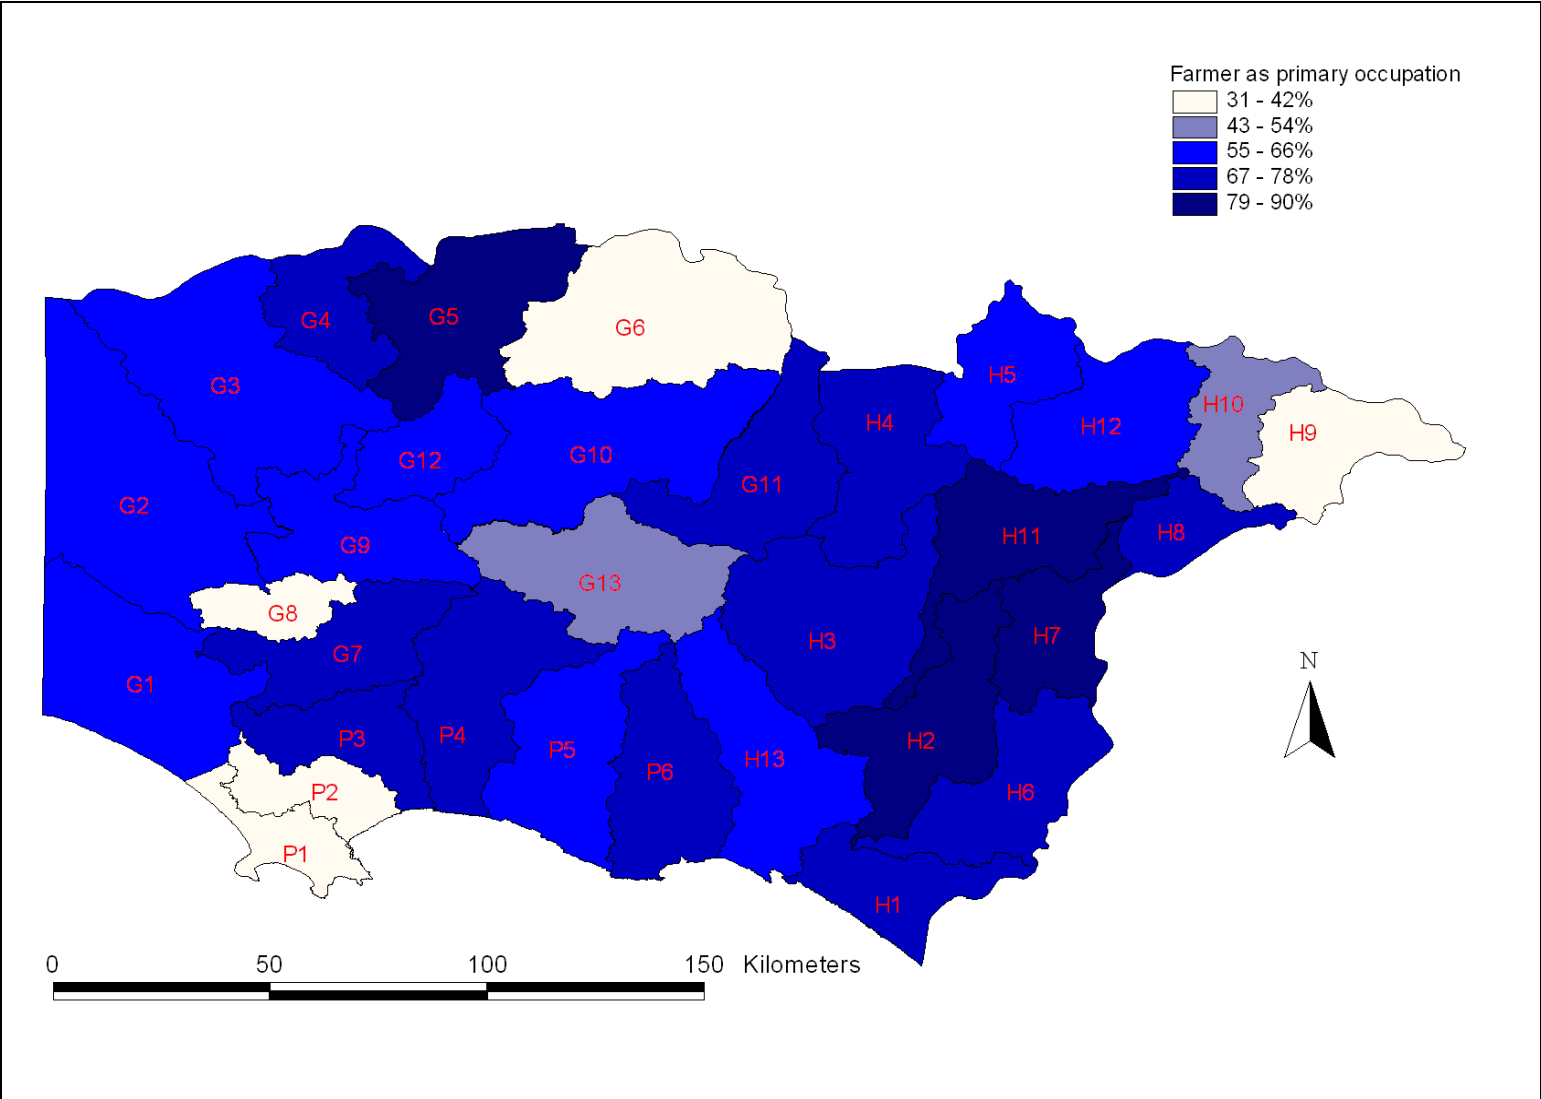 Farmer as primary occupation
31 - 42%
43 - 54%
55 - 66%
67 - 78%
79 - 90%
G4
G5
G6
G3
H5
H10
H4
H12
H9
G12
G10
G11
G2
G9
H11
H8
G13
G8
G7
H3
H7
N
G1
P3
P4
P5
H13
H2
P6
P2
H6
P1
H1
0 50 100 150 Kilometers